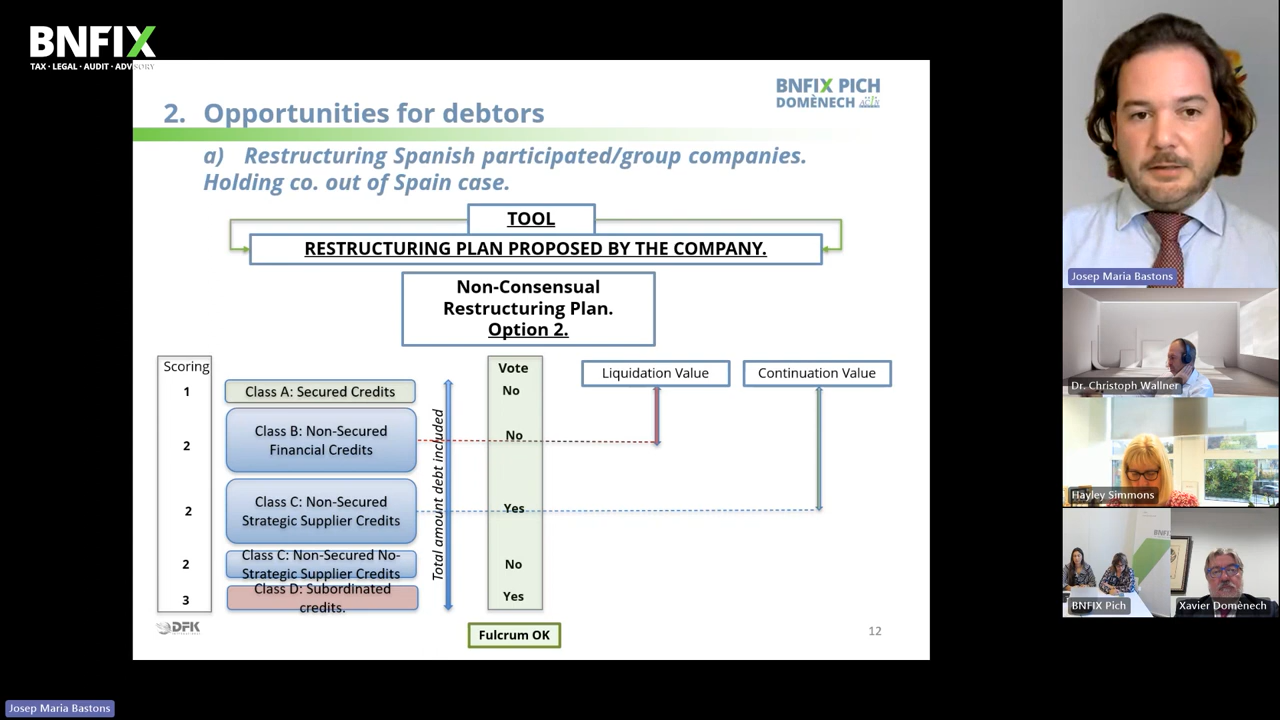 BNFIX
TAX · LEGAL · AUDIT · ADVISORY
BNFIX PICH
DOMÈNECH
2. Opportunities for debtors
a) Restructuring Spanish participated/group companies.
Holding co. out of Spain case.
TOOL
RESTRUCTURING PLAN PROPOSED BY THE COMPANY.
Non-Consensual
Restructuring Plan.
Option 2.
Scoring
Vote
Liquidation Value
Continuation Value
1
Class A: Secured Credits
No
2
Class B: Non-Secured
Financial Credits
No
Total amount debt included
2
Class C: Non-Secured
Strategic Supplier Credits
Yes
2
Class C: Non-Secured No-
Strategic Supplier Credits
No
3
Class D: Subordinated
credits.
Yes
DFK
Fulcrum OK
12
Josep Maria Bastons
Dr. Christoph Wallner
Hayley Simmons
BNFIX Pich
Xavier Domènech
Josep Maria Bastons